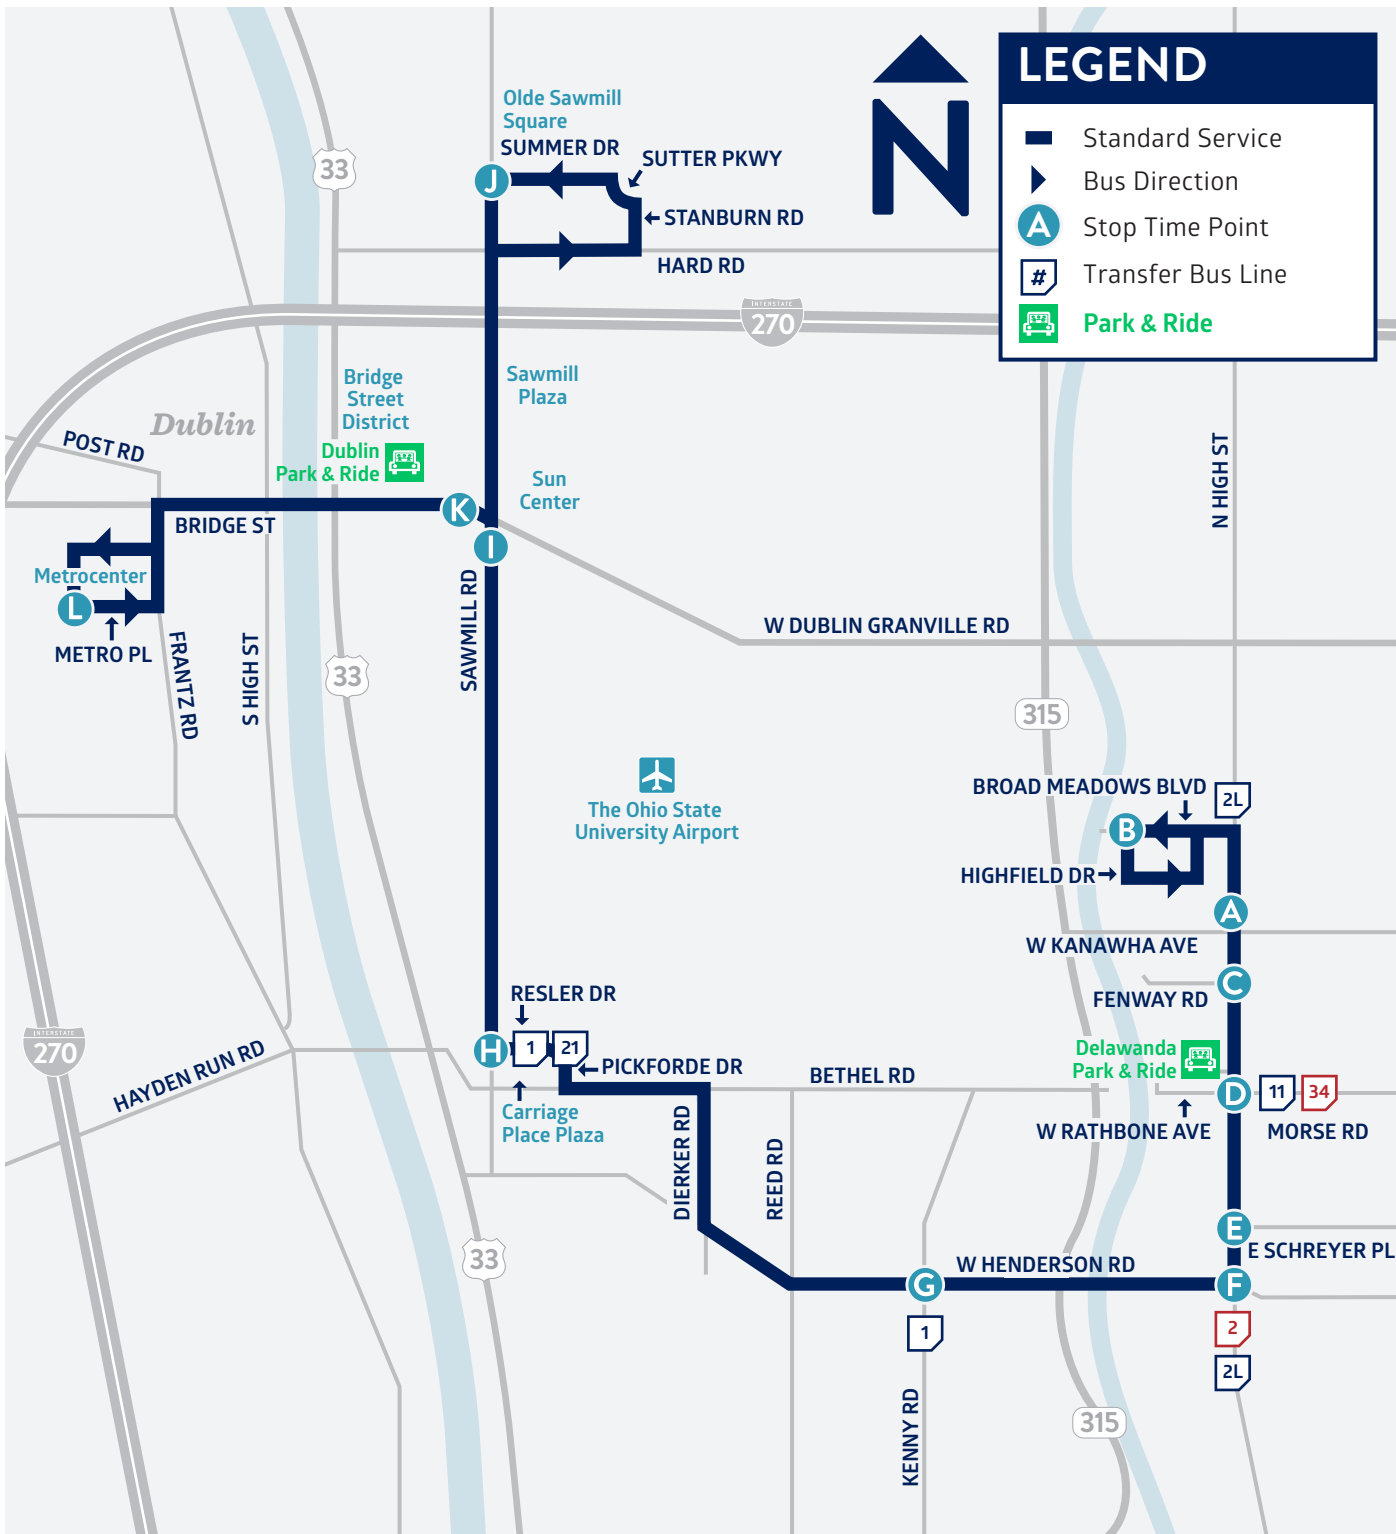 LEGEND
Standard Service
Bus Direction
A
Stop Time Point
#
Transfer Bus Line
Park & Ride
N
Olde Sawmill
Square
SUMMER DR
SUTTER PKWY
33
J
STANBURN RD
HARD RD
INTERSTATE
270
Bridge
Street
District
Sawmill
Plaza
Dublin
POST RD
Dublin
Park & Ride
Sun
Center
N HIGH ST
K
BRIDGE ST
I
Metrocenter
L
METRO PL
FRANTZ RD
S HIGH ST
SAWMILL RD
33
W DUBLIN GRANVILLE RD
315
The Ohio State
University Airport
BROAD MEADOWS BLVD
2L
B
HIGHFIELD DR
A
W KANAWHA AVE
C
FENWAY RD
RESLER DR
H
1
21
PICKFORDE DR
INTERSTATE
270
HAYDEN RUN RD
Carriage
Place Plaza
BETHEL RD
Delawanda
Park & Ride
D
11
34
W RATHBONE AVE
MORSE RD
DIERKER RD
REED RD
E
E SCHREYER PL
33
W HENDERSON RD
G
F
1
2
2L
KENNY RD
315